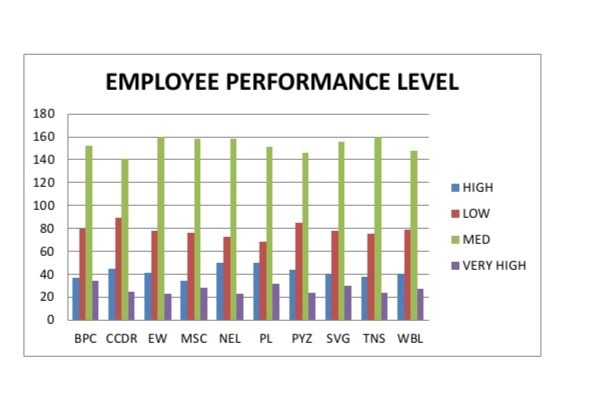 EMPLOYEE PERFORMANCE LEVEL
180
160
140
120
100
80
60
40
20
0
BPC CCDR EW MSC NEL PL PYZ SVG TNS WBL
HIGH
LOW
MED
VERY HIGH